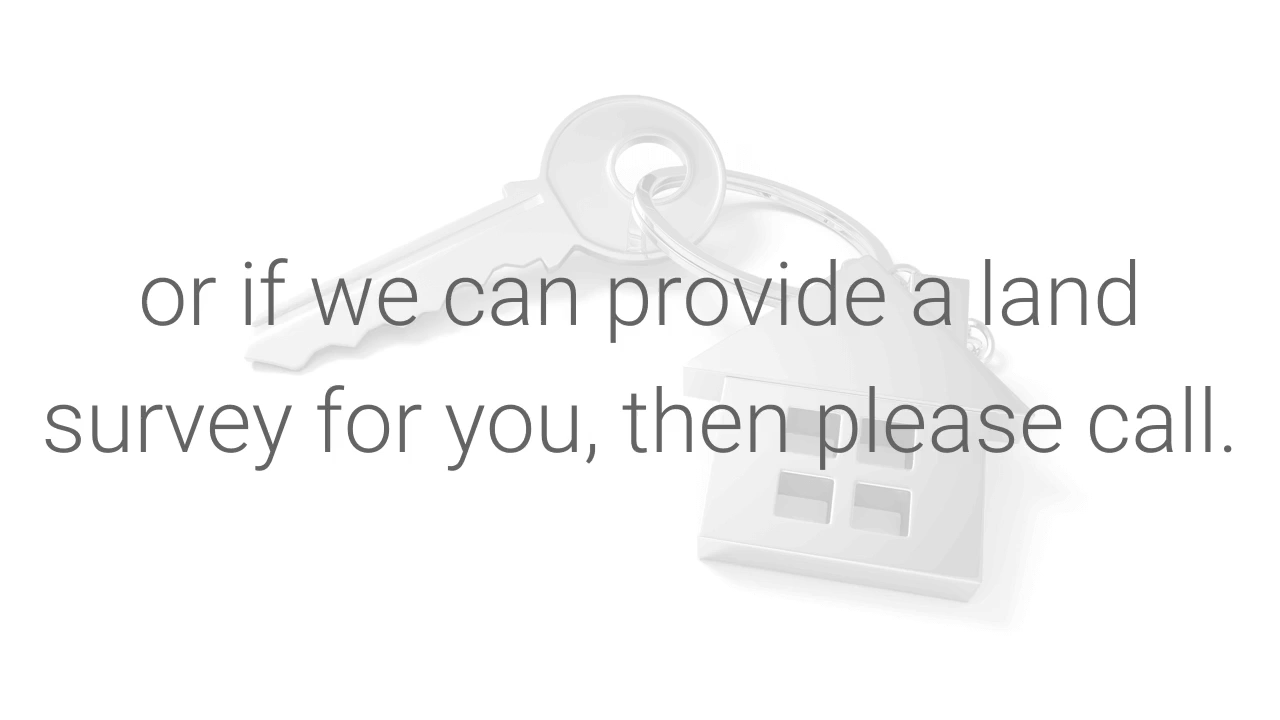 or if we can provide a land
survey for you, then please call.